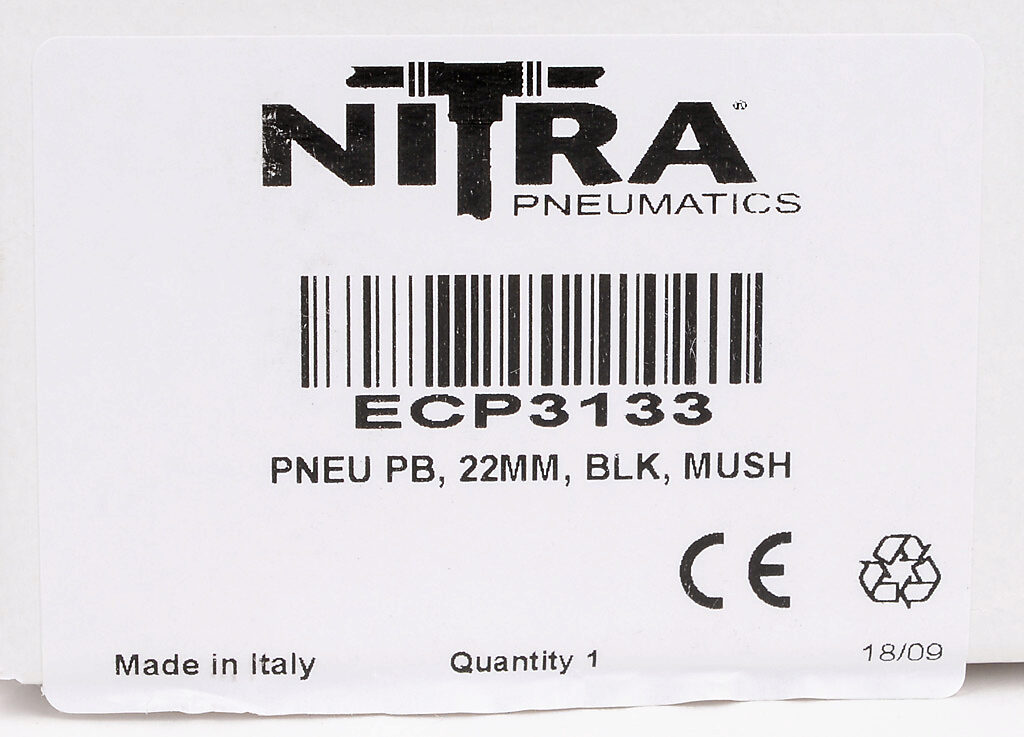 NITRA®
PNEUMATICS
ECP3133
PNEU PB, 22MM, BLK, MUSH
CE
18/09
Made in Italy
Quantity 1